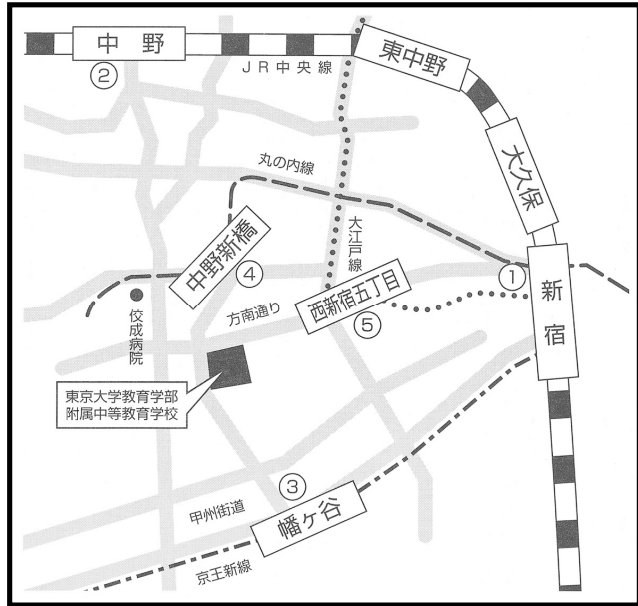 中野
東中野
②
JR中央線
大久保
丸の内線
大江戸線
中野新橋
④
①
新宿
西新宿五丁目
⑤
方南通り
佼成病院
東京大学教育学部
附属中等教育学校
③
甲州街道
幡ヶ谷
京王新線